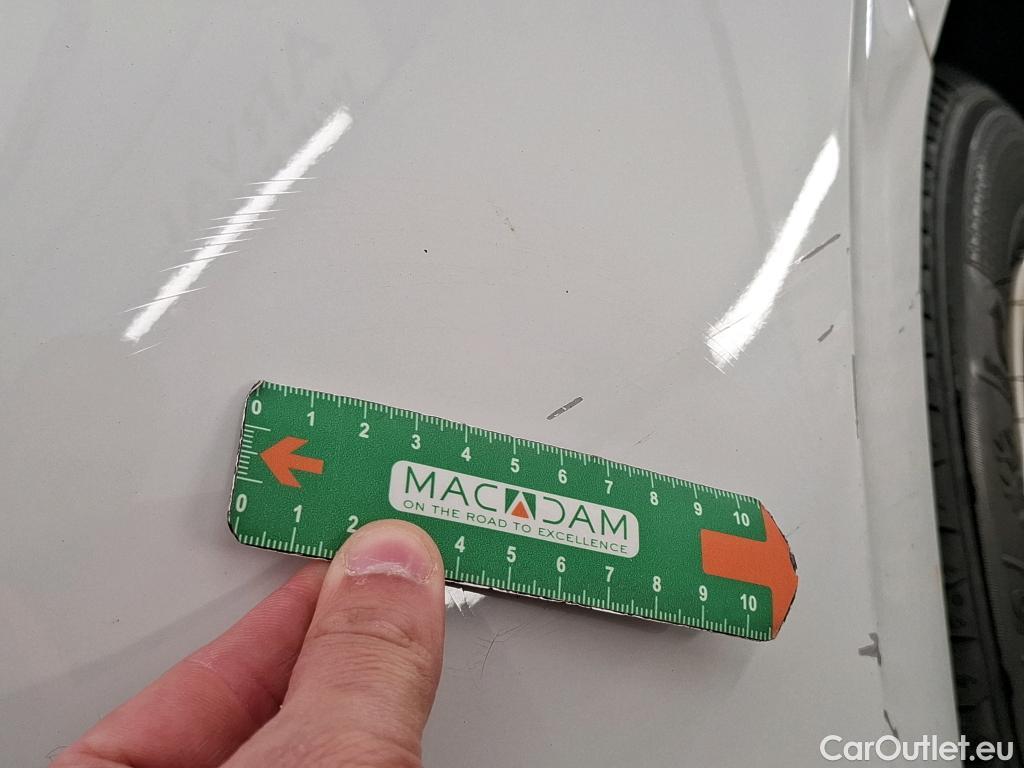 0 1 2 3 4 5 6 7 8 9 10
MACADAM
ON THE ROAD TO EXCELLENCE
0 1 2 4 5 6 7 8 9 10
CarOutlet.eu